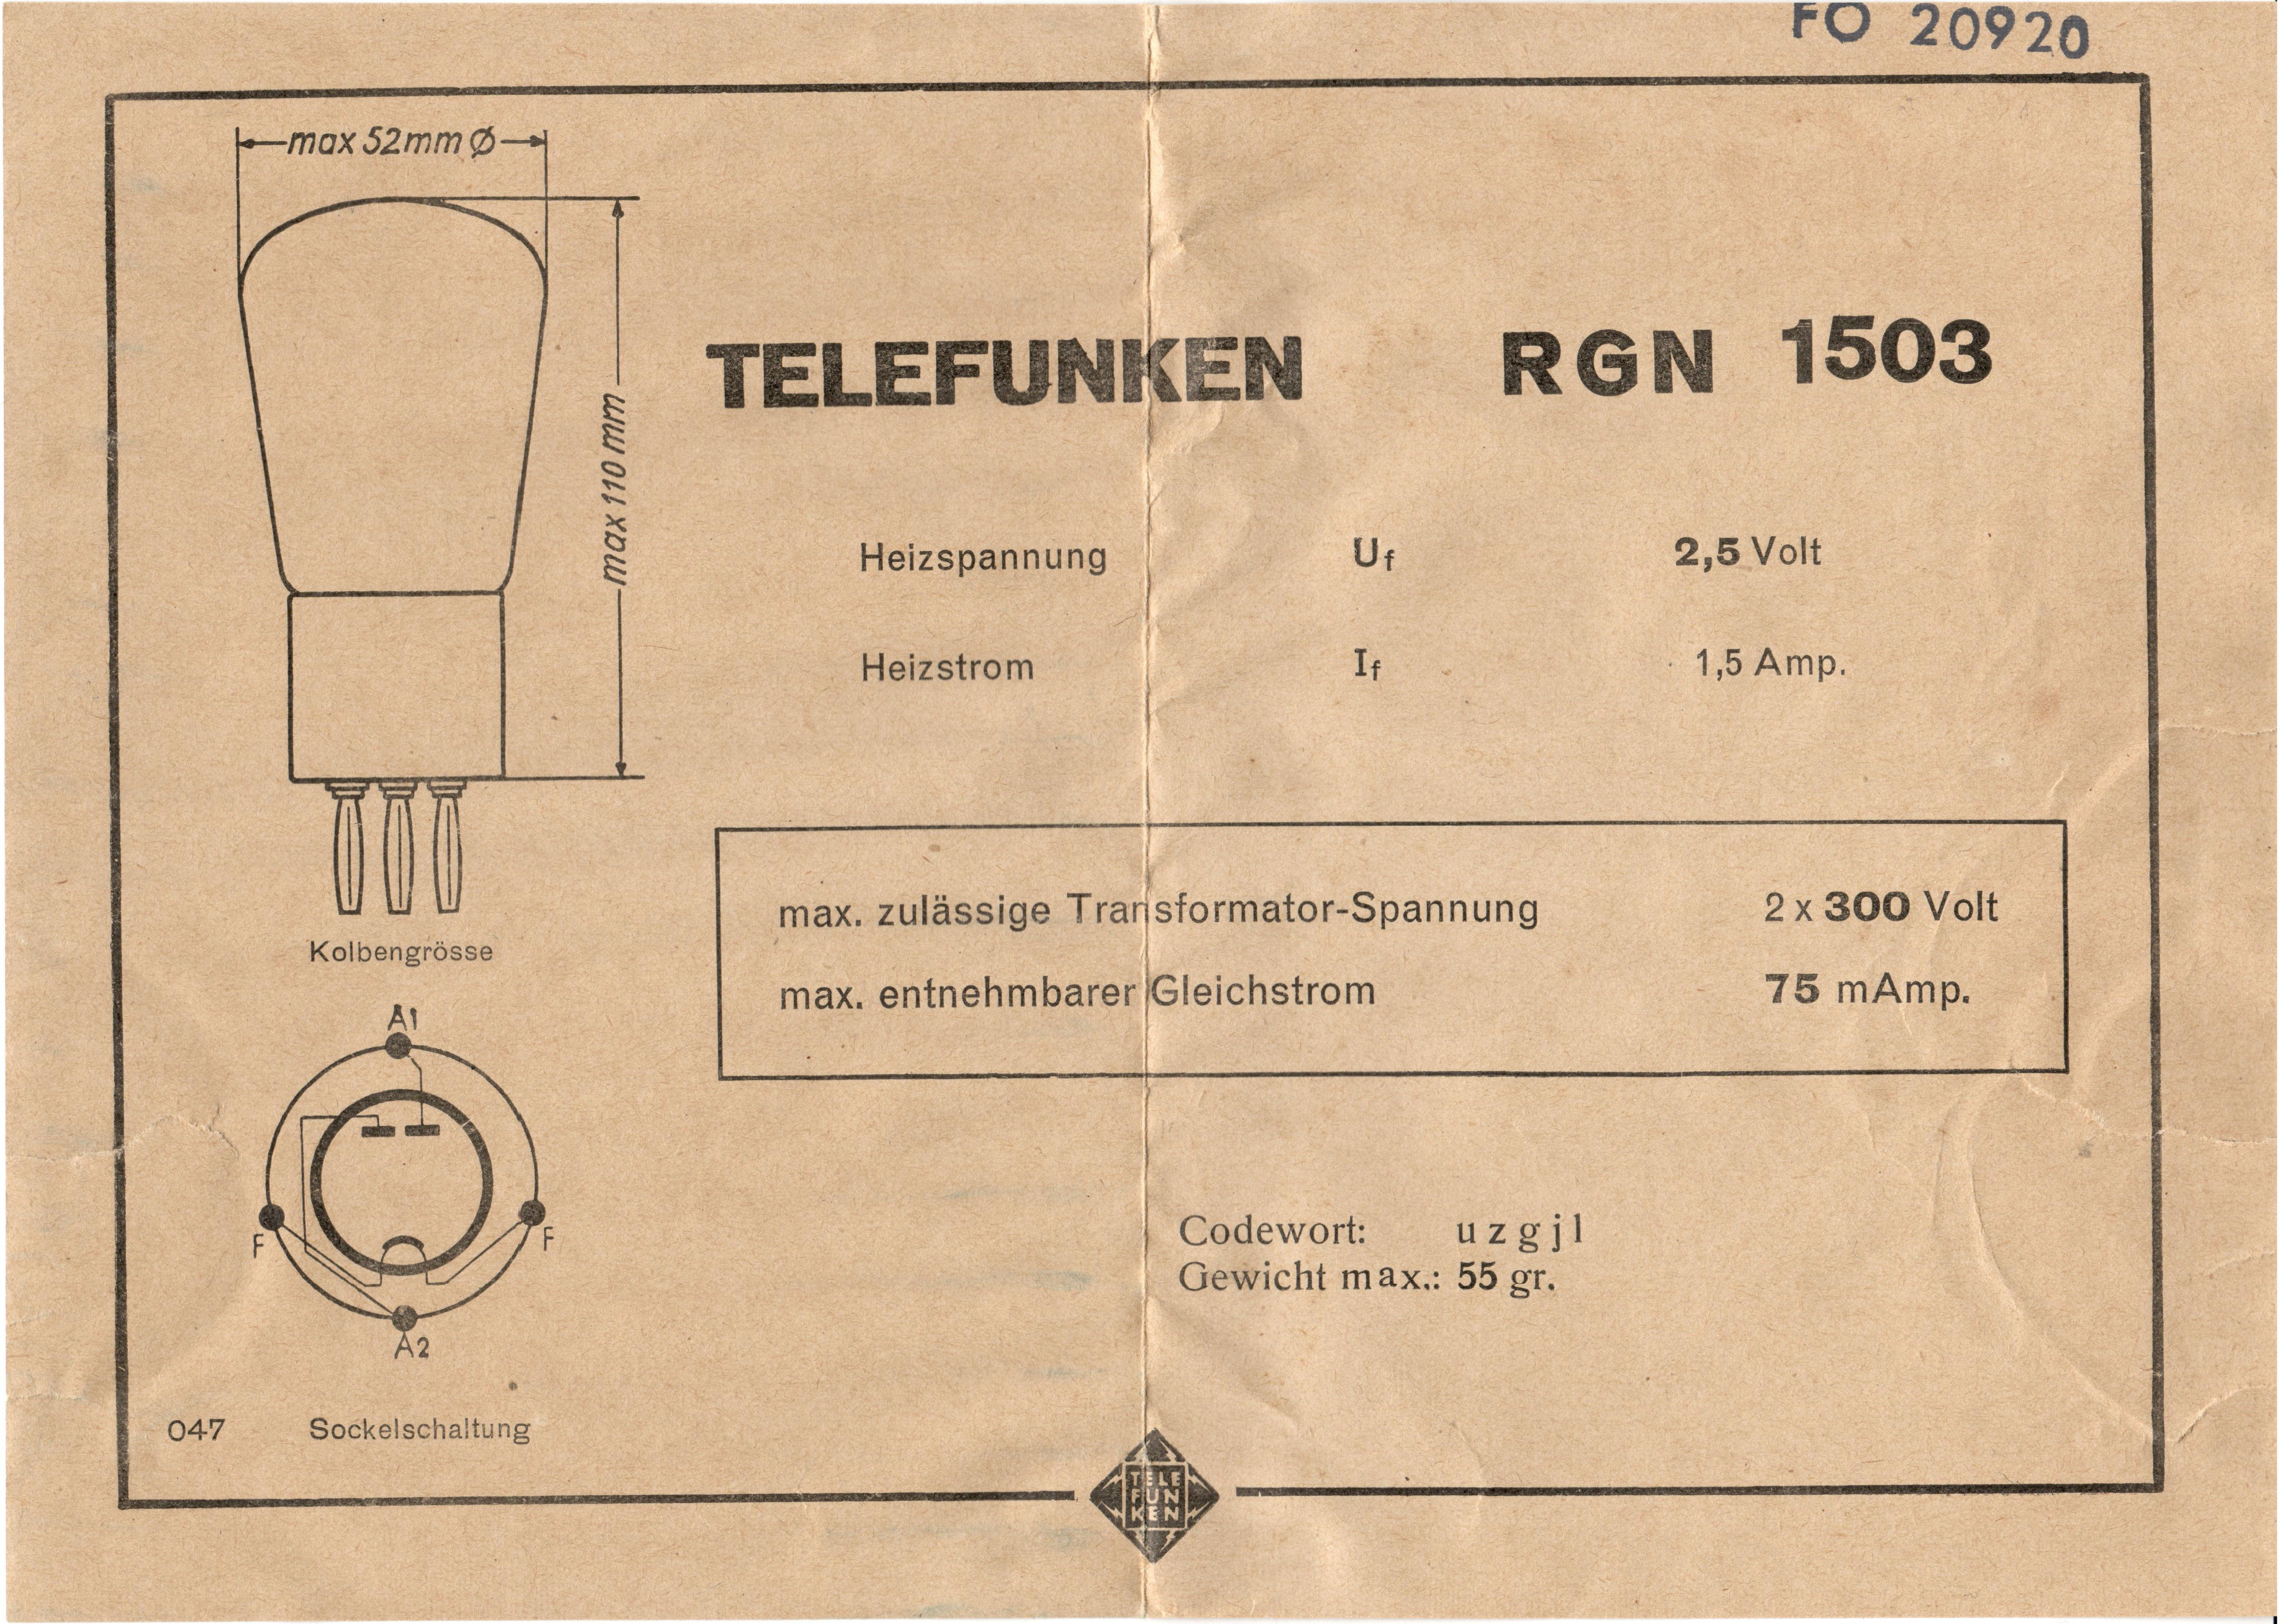 FO 20920
max 52mm Ø
max 110 mm
TELEFUNKEN RGN 1503
Heizspannung Uf 2,5 Volt
Heizstrom If 1,5 Amp.
max. zulässige Transformator-Spannung 2 x 300 Volt
max. entnehmbarer Gleichstrom 75 mAmp.
Kolbengrösse
A1
F
F
A2
Codewort: uzgjl
Gewicht max.: 55 gr.
047 Sockelschaltung
TELE
FUN
KEN